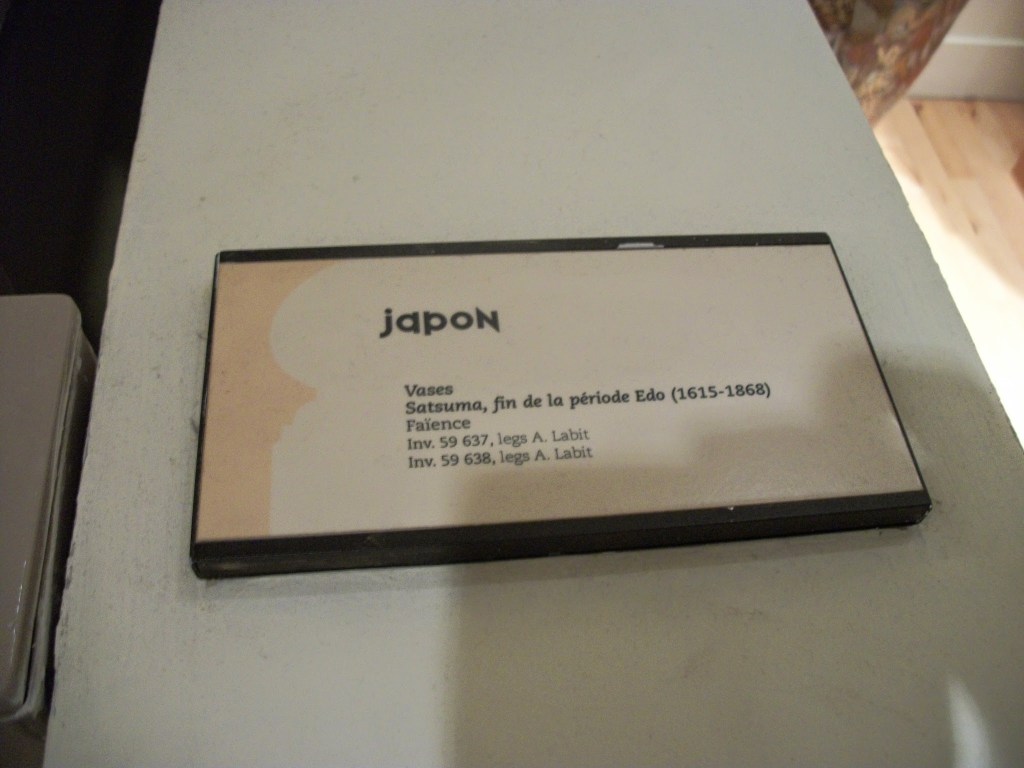 japon
Vases
Satsuma, fin de la période Edo (1615-1868)
Faïence
Inv. 59 637, legs A. Labit
Inv. 59 638, legs A. Labit